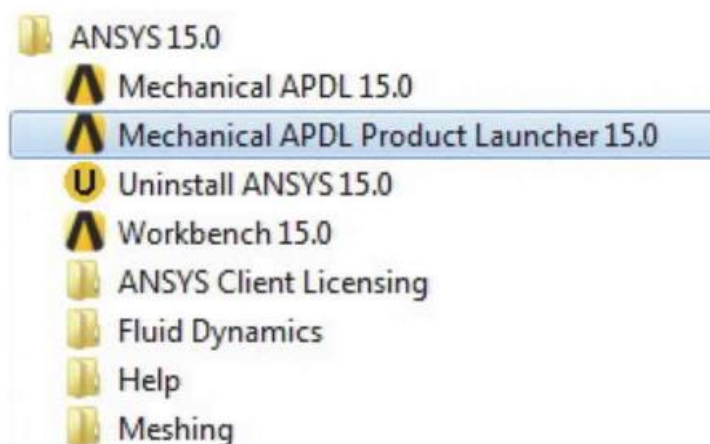 ANSYS 15.0
Mechanical APDL 15.0
Mechanical APDL Product Launcher 15.0
Uninstall ANSYS 15.0
Workbench 15.0
ANSYS Client Licensing
Fluid Dynamics
Help
Meshing